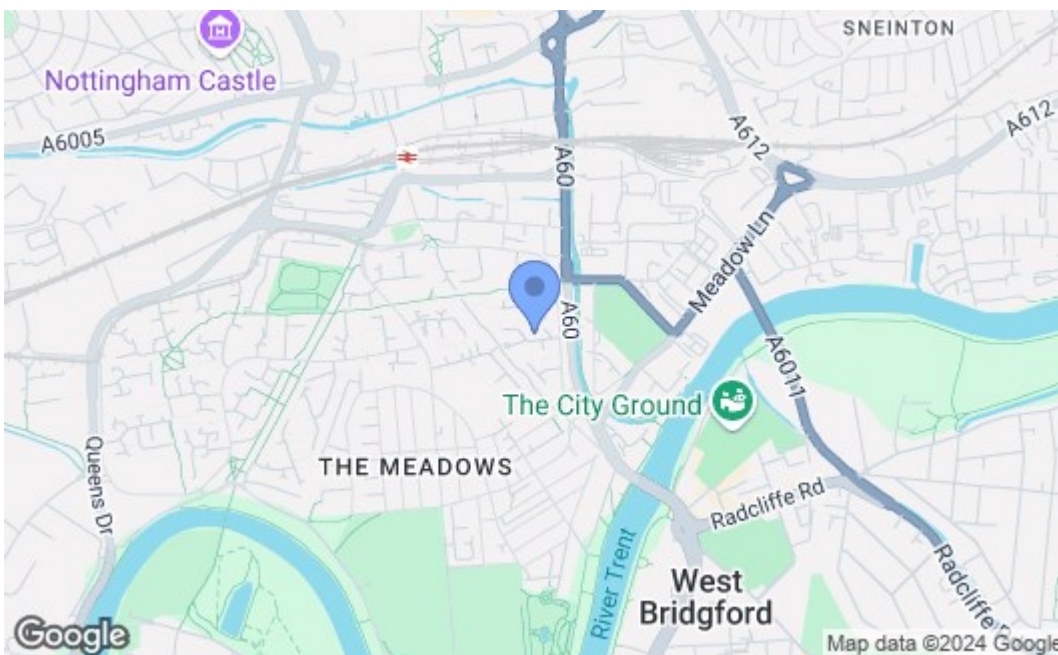 SNEINTON
Nottingham Castle
A6005
A612
A612
A60
Meadow Ln
A60
A6011
The City Ground
Queens Dr
THE MEADOWS
Radcliffe Rd
River Trent
West
Bridgford
Radcliffe
Google
Map data ©2024 Google